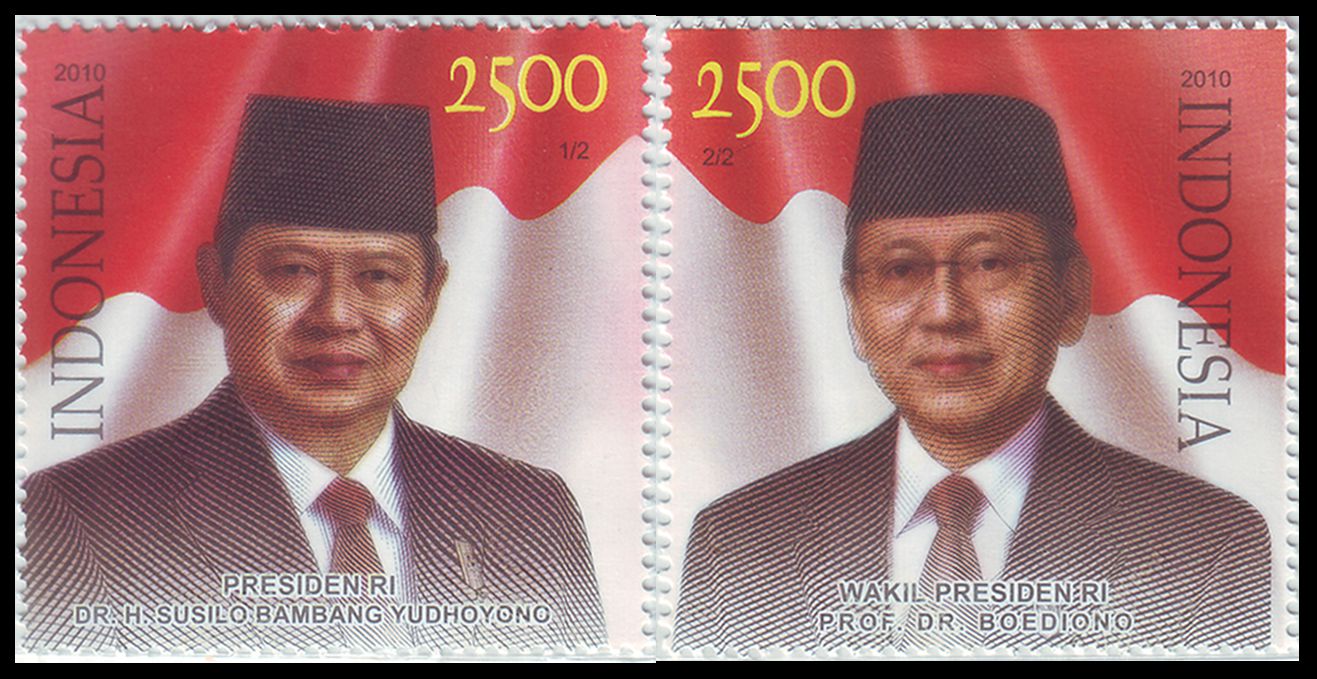 2010
INDONESIA
2500
1/2
PRESIDEN RI
DR. H. SUSILO BAMBANG YUDHOYONO
2500
2/2
2010
INDONESIA
WAKIL PRESIDEN RI
PROF. DR. BOEDIONO